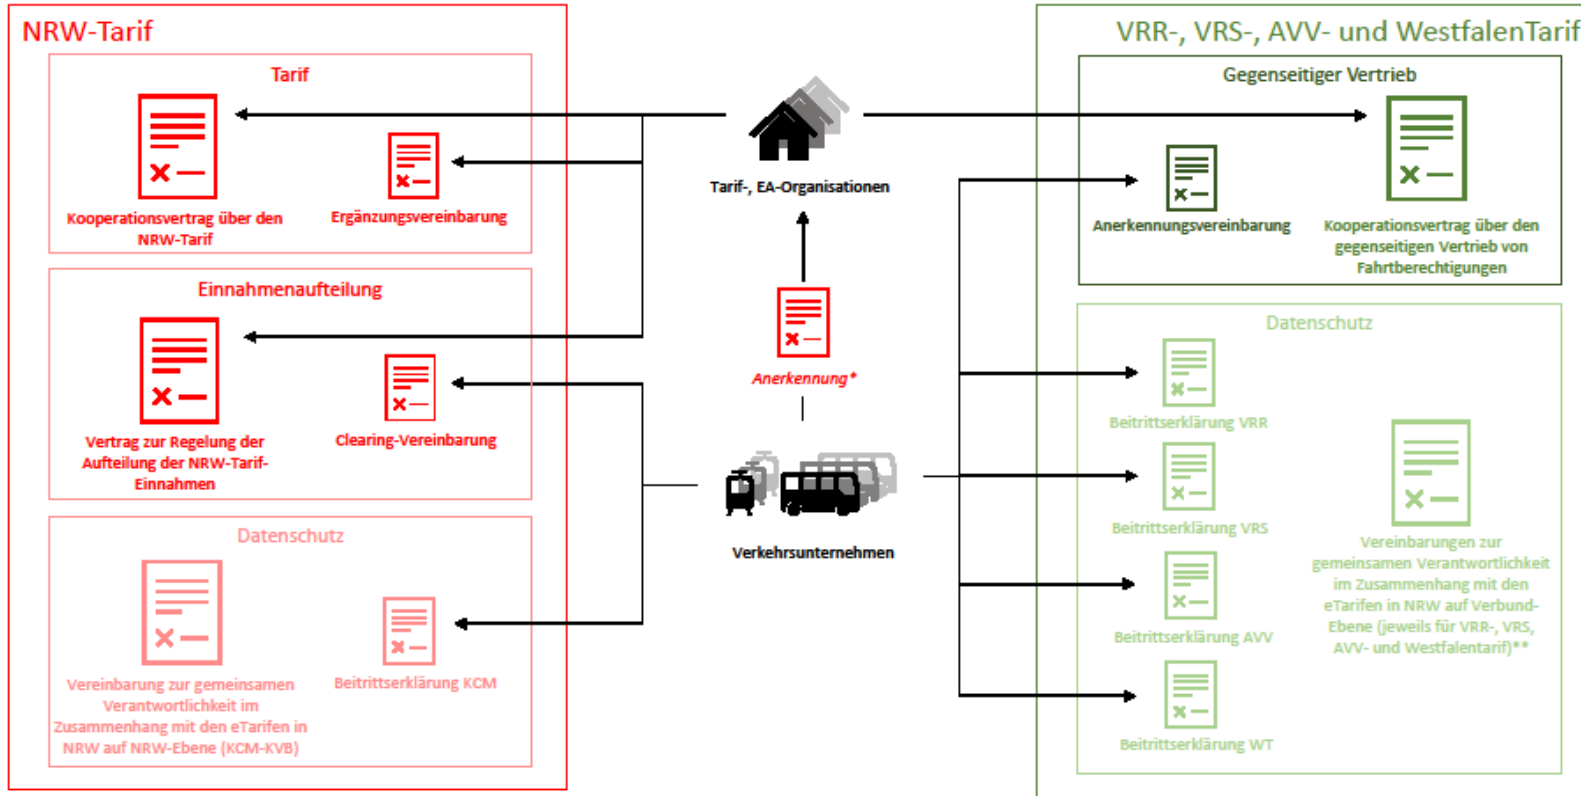 NRW-Tarif
Tarif
Kooperationsvertrag über den
NRW-Tarif
Ergänzungsvereinbarung
Einnahmenaufteilung
Vertrag zur Regelung der
Aufteilung der NRW-Tarif-
Einnahmen
Clearing-Vereinbarung
Datenschutz
Vereinbarung zur gemeinsamen
Verantwortlichkeit im
Zusammenhang mit den eTarifen in
NRW auf NRW-Ebene (KCM-KVB)
Beitrittserklärung KCM
Tarif-, EA-Organisationen
Anerkennung*
Verkehrsunternehmen
VRR-, VRS-, AVV- und WestfalenTarif
Gegenseitiger Vertrieb
Anerkennungsvereinbarung
Kooperationsvertrag über den
gegenseitigen Vertrieb von
Fahrtberechtigungen
Datenschutz
Beitrittserklärung VRR
Beitrittserklärung VRS
Beitrittserklärung AVV
Beitrittserklärung WT
Vereinbarungen zur
gemeinsamen Verantwortlichkeit
im Zusammenhang mit den
eTarifen in NRW auf Verbund-
Ebene (jeweils für VRR-, VRS,
AVV- und Westfalentarif)**